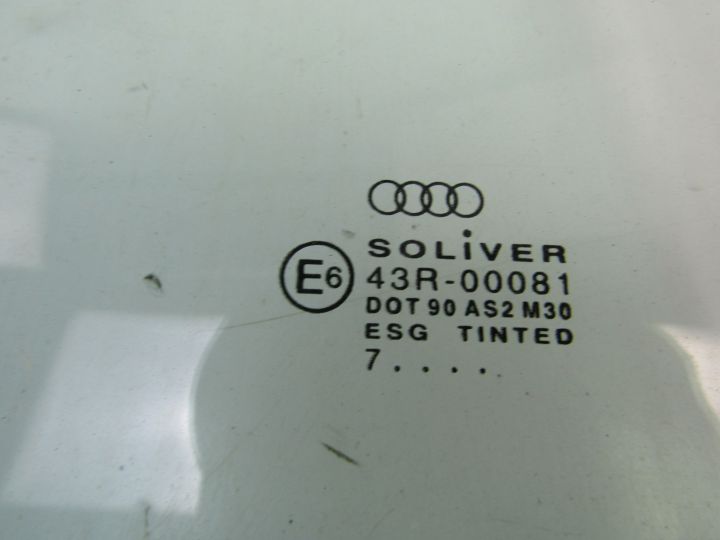 SOLiVER
E6 43R-00081
DOT 90 AS2 M30
ESG TINTED
7 . . . .